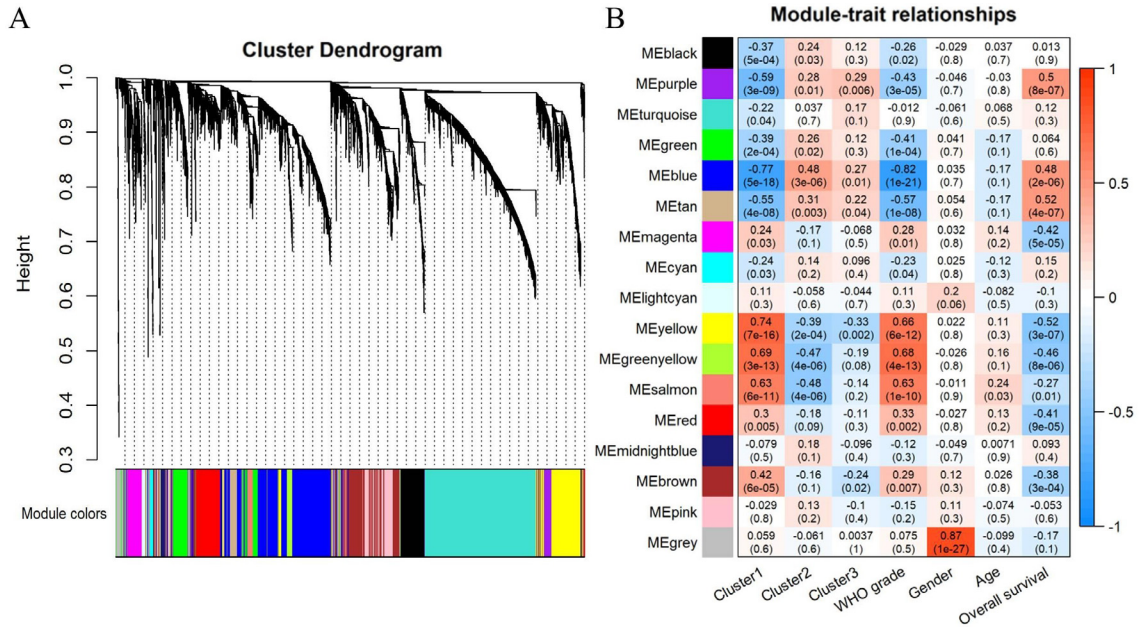 A
Cluster Dendrogram
Height
1.0
0.9
0.8
0.7
0.6
0.5
0.4
0.3
Module colors
B
Module-trait relationships
MEblack -0.37 0.24 0.12 -0.26 -0.029 0.037 0.013
(5e-04) (0.03) (0.3) (0.02) (0.8) (0.7) (0.9)
MEpurple -0.59 0.28 0.29 -0.43 -0.046 -0.03 0.5
(3e-09) (0.01) (0.006) (3e-05) (0.7) (0.8) (8e-07)
MEturquoise -0.22 0.037 0.17 -0.012 -0.061 0.068 0.12
(0.04) (0.7) (0.1) (0.9) (0.6) (0.5) (0.3)
MEgreen -0.39 0.26 0.12 -0.41 0.041 -0.17 0.064
(2e-04) (0.02) (0.3) (1e-04) (0.7) (0.1) (0.6)
MEblue -0.77 0.48 0.27 -0.82 0.035 -0.17 0.48
(5e-18) (3e-06) (0.01) (1e-21) (0.7) (0.1) (2e-06)
MEtan -0.55 0.31 0.22 -0.57 0.054 -0.17 0.52
(4e-08) (0.003) (0.04) (1e-08) (0.6) (0.1) (4e-07)
MEmagenta 0.24 -0.17 -0.068 0.28 0.032 0.14 -0.42
(0.03) (0.1) (0.5) (0.01) (0.8) (0.2) (5e-05)
MEcyan -0.24 0.14 0.096 -0.23 0.025 -0.12 0.15
(0.03) (0.2) (0.4) (0.04) (0.8) (0.3) (0.2)
MElightcyan 0.11 -0.058 -0.044 0.11 0.2 -0.082 -0.1
(0.3) (0.6) (0.7) (0.3) (0.06) (0.5) (0.3)
MEyellow 0.74 -0.39 -0.33 0.66 0.022 0.11 -0.52
(7e-16) (2e-04) (0.002) (6e-12) (0.8) (0.3) (3e-07)
MEgreenyellow 0.69 -0.47 -0.19 0.68 -0.026 0.16 -0.46
(3e-13) (4e-06) (0.08) (4e-13) (0.8) (0.1) (8e-06)
MEsalmon 0.63 -0.48 -0.14 0.63 -0.011 0.24 -0.27
(6e-11) (4e-06) (0.2) (1e-10) (0.9) (0.03) (0.01)
MEred 0.3 -0.18 -0.11 0.33 -0.027 0.13 -0.41
(0.005) (0.09) (0.3) (0.002) (0.8) (0.2) (9e-05)
MEmidnightblue -0.079 0.18 -0.096 -0.12 -0.049 0.0071 0.093
(0.5) (0.1) (0.4) (0.3) (0.7) (0.9) (0.4)
MEbrown 0.42 -0.16 -0.24 0.29 0.12 0.026 -0.38
(6e-05) (0.1) (0.02) (0.007) (0.3) (0.8) (3e-04)
MEpink -0.029 0.13 -0.1 -0.15 0.11 -0.074 -0.053
(0.8) (0.2) (0.4) (0.2) (0.3) (0.5) (0.6)
MEgrey 0.059 -0.061 0.0037 0.075 0.87 -0.099 -0.17
(0.6) (0.6) (1) (0.5) (1e-27) (0.4) (0.1)
Cluster1 Cluster2 Cluster3 WHO grade Gender Age Overall survival
1
0.5
0
-0.5
-1